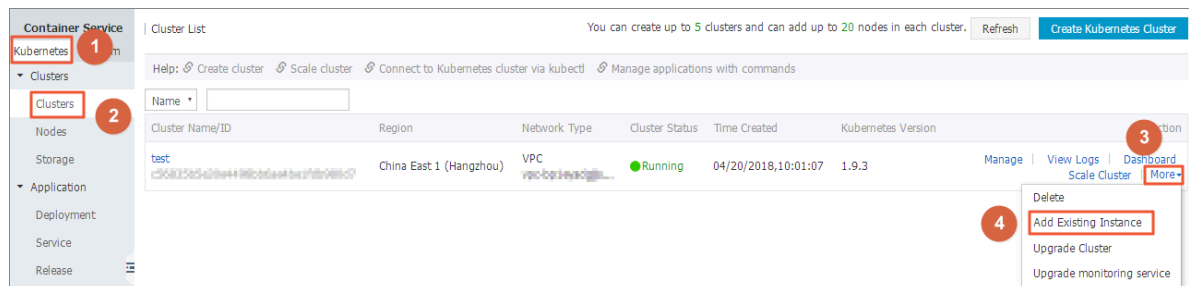 Container Service
Kubernetes
1
m
Clusters
Clusters
2
Nodes
Storage
Application
Deployment
Service
Release
Cluster List
You can create up to 5 clusters and can add up to 20 nodes in each cluster.
Refresh
Create Kubernetes Cluster
Help: Create cluster Scale cluster Connect to Kubernetes cluster via kubectl Manage applications with commands
Name
Cluster Name/ID Region Network Type Cluster Status Time Created Kubernetes Version ction
3
test
China East 1 (Hangzhou)
VPC
Running
04/20/2018,10:01:07
1.9.3
Manage | View Logs | Dashboard
Scale Cluster | More
Delete
4
Add Existing Instance
Upgrade Cluster
Upgrade monitoring service